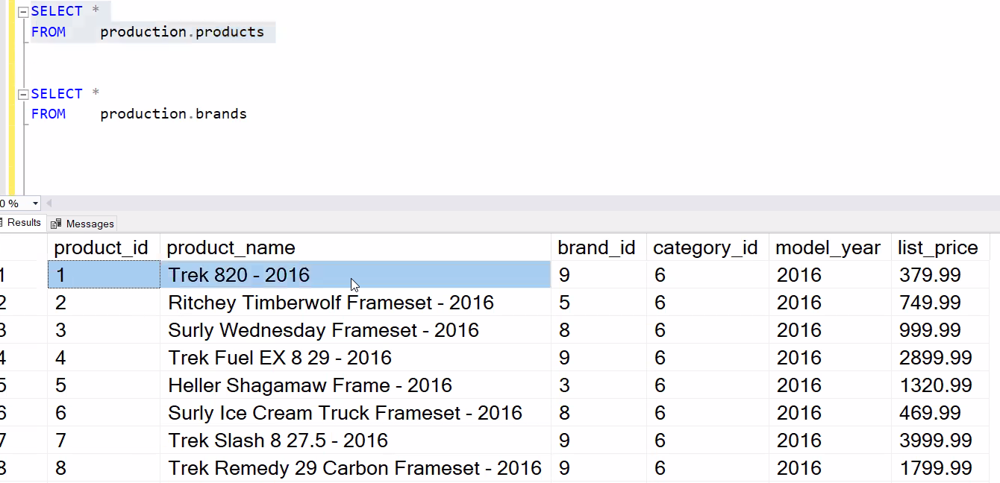 SELECT *
FROM production.products
SELECT *
FROM production.brands
0 %
Results Messages
product_id product_name brand_id category_id model_year list_price
1 1 Trek 820 - 2016 9 6 2016 379.99
2 2 Ritchey Timberwolf Frameset - 2016 5 6 2016 749.99
3 3 Surly Wednesday Frameset - 2016 8 6 2016 999.99
4 4 Trek Fuel EX 8 29 - 2016 9 6 2016 2899.99
5 5 Heller Shagamaw Frame - 2016 3 6 2016 1320.99
6 6 Surly Ice Cream Truck Frameset - 2016 8 6 2016 469.99
7 7 Trek Slash 8 27.5 - 2016 9 6 2016 3999.99
8 8 Trek Remedy 29 Carbon Frameset - 2016 9 6 2016 1799.99